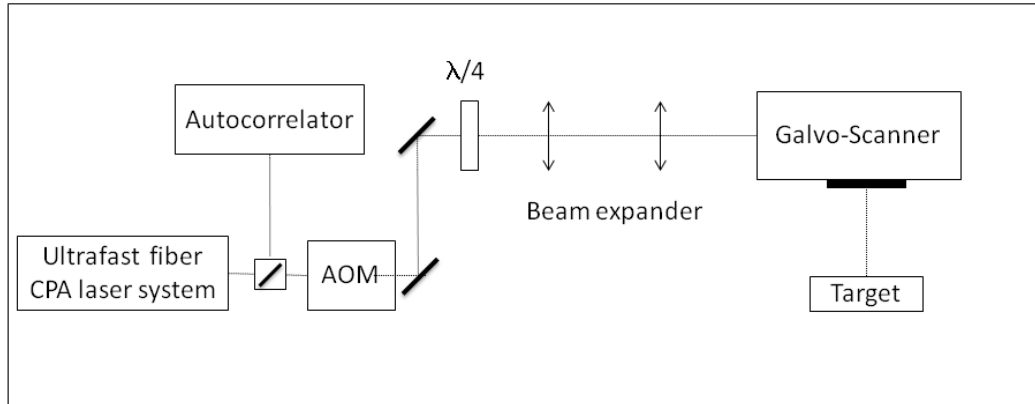 λ/4
Autocorrelator
Galvo-Scanner
Beam expander
Ultrafast fiber
CPA laser system
AOM
Target